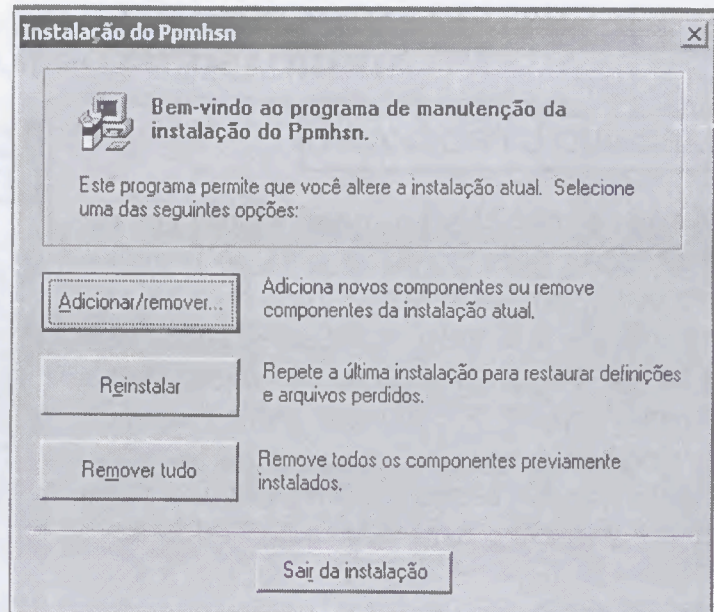 Instalação do Ppmhsn
Bem-vindo ao programa de manutenção da
instalação do Ppmhsn.
Este programa permite que você altere a instalação atual. Selecione
uma das seguintes opções:
Adicionar/remover...
Adiciona novos componentes ou remove
componentes da instalação atual.
Reinstalar
Repete a última instalação para restaurar definições
e arquivos perdidos.
Remover tudo
Remove todos os componentes previamente
instalados.
Sair da instalação